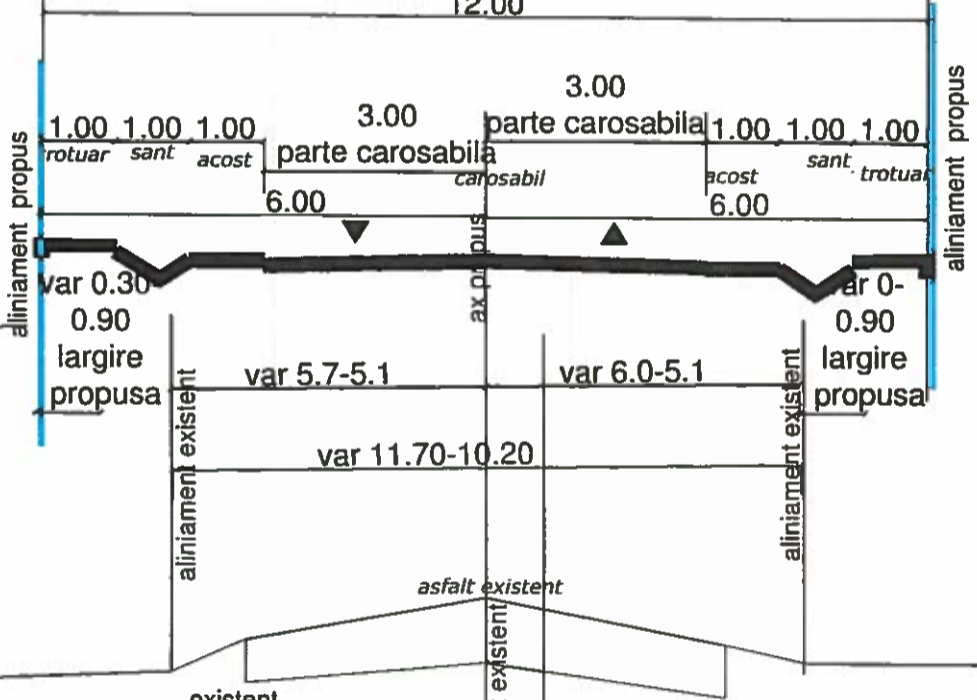 12.00
3.00
parte carosabila
3.00
parte carosabila
1.00 1.00 1.00
rotuar sant acost
1.00 1.00 1.00
acost sant trotuar
carosabil
6.00
6.00
aliniament propus
aliniament propus
ax propus
var 0.30
0.90
largire
propusa
ar 0-
0.90
largire
propusa
var 5.7-5.1
var 6.0-5.1
var 11.70-10.20
aliniament existent
aliniament existent
asfalt existent
existent
existent